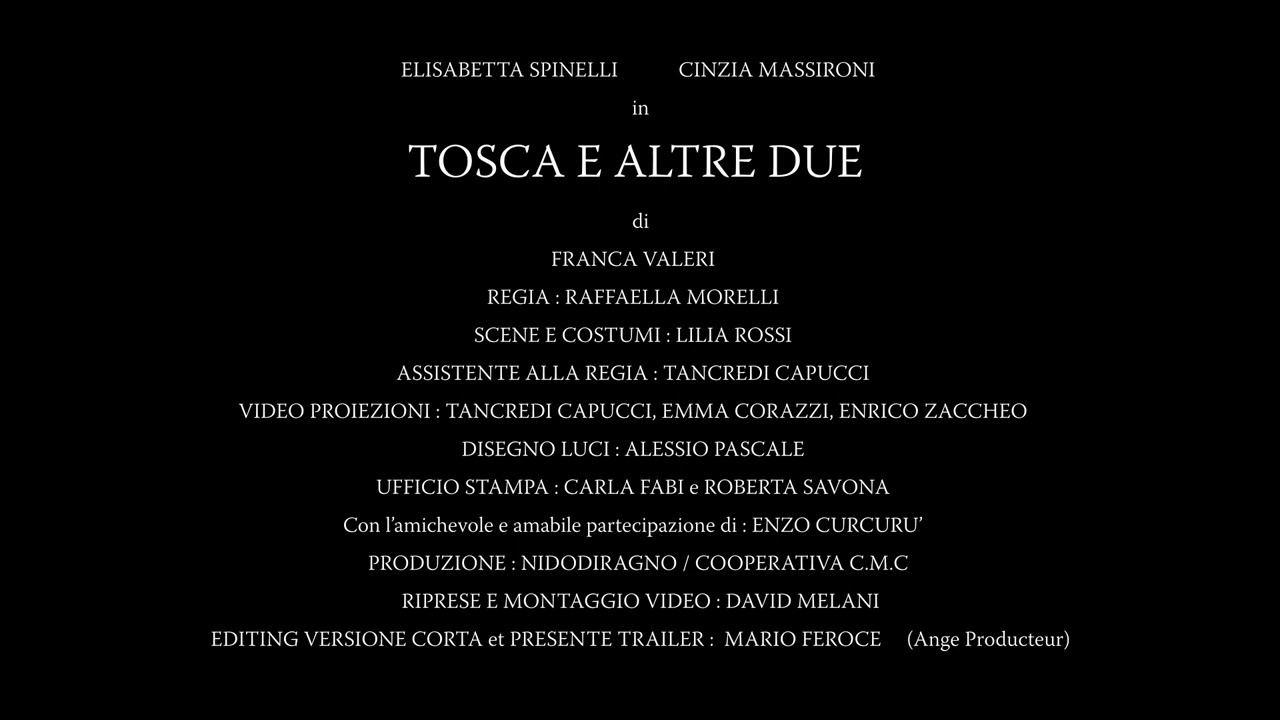 ELISABETTA SPINELLI CINZIA MASSIRONI
in
TOSCA E ALTRE DUE
di
FRANCA VALERI
REGIA : RAFFAELLA MORELLI
SCENE E COSTUMI : LILIA ROSSI
ASSISTENTE ALLA REGIA : TANCREDI CAPUCCI
VIDEO PROIEZIONI : TANCREDI CAPUCCI, EMMA CORAZZI, ENRICO ZACCHEO
DISEGNO LUCI : ALESSIO PASCALE
UFFICIO STAMPA : CARLA FABI e ROBERTA SAVONA
Con l’amichevole e amabile partecipazione di : ENZO CURCURU’
PRODUZIONE : NIDODIRAGNO / COOPERATIVA C.M.C
RIPRESE E MONTAGGIO VIDEO : DAVID MELANI
EDITING VERSIONE CORTA et PRESENTE TRAILER : MARIO FEROCE (Ange Producteur)